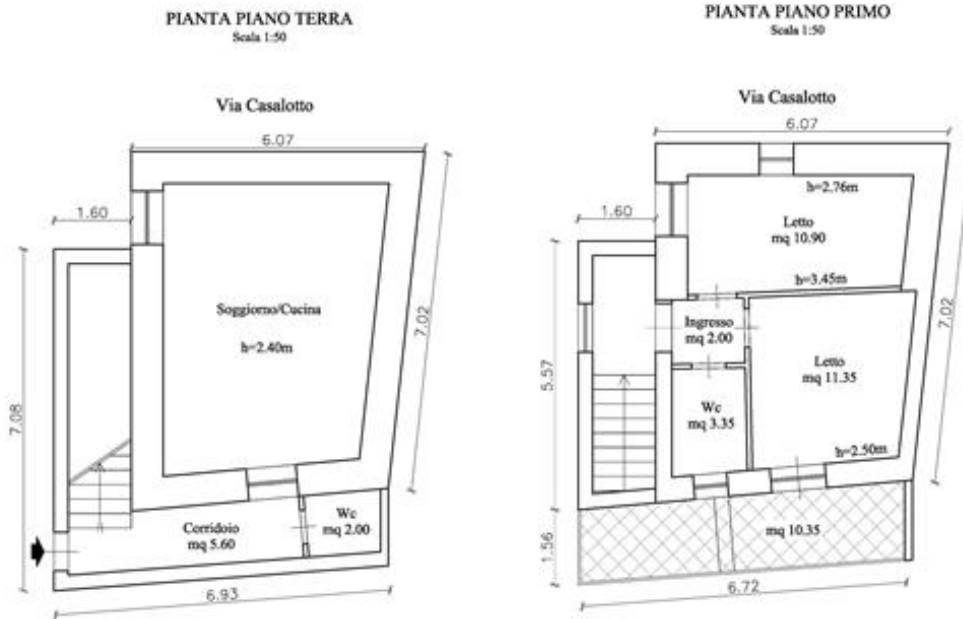 PIANTA PIANO TERRA
Scala 1:50
Via Casalotto
6.07
1.60
7.08
7.02
Soggiorno/Cucina
h=2.40m
Corridoio
mq 5.60
Wc
mq 2.00
6.93
PIANTA PIANO PRIMO
Scala 1:50
Via Casalotto
6.07
1.60
h=2.76m
Letto
mq 10.90
h=3.45m
Ingresso
mq 2.00
Letto
mq 11.35
Wc
mq 3.35
h=2.50m
5.57
7.02
1.56
mq 10.35
6.72